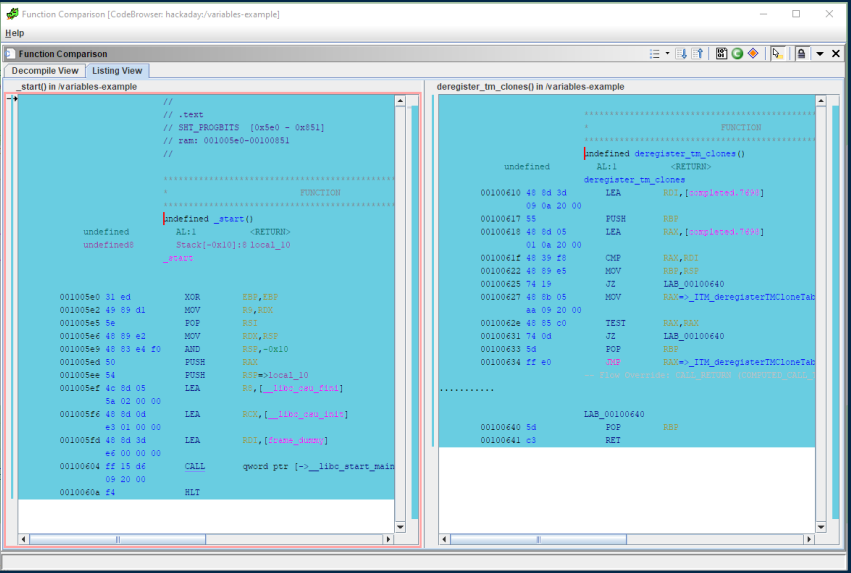 Function Comparison [CodeBrowser: hackaday:/variables-example]
Help
Function Comparison
Decompile View Listing View
_start() in /variables-example
//
// .text
// SHT_PROGBITS [0x5e0 - 0x851]
// ram: 001005e0-00100851
//
* FUNCTION
undefined _start()
undefined AL:1 <RETURN>
undefined8 Stack[-0x10]:8 local_10
_start
001005e0 31 ed XOR EBP,EBP
001005e2 49 89 d1 MOV R9,RDX
001005e5 5e POP RSI
001005e6 48 89 e2 MOV RDX,RSP
001005e9 48 83 e4 f0 AND RSP,-0x10
001005ed 50 PUSH RAX
001005ee 54 PUSH RSP=>local_10
001005ef 4c 8d 05 LEA R8,[__libc_csu_fini]
5a 02 00 00
001005f6 48 8d 0d LEA RCX,[__libc_csu_init]
e3 01 00 00
001005fd 48 8d 3d LEA RDI,[frame_dummy]
e6 00 00 00
00100604 ff 15 d6 CALL qword ptr [->__libc_start_main
09 20 00
0010060a f4 HLT
deregister_tm_clones() in /variables-example
* FUNCTION
undefined deregister_tm_clones()
undefined AL:1 <RETURN>
deregister_tm_clones
00100610 48 8d 3d LEA RDI,[completed.7698]
09 0a 20 00
00100617 55 PUSH RBP
00100618 48 8d 05 LEA RAX,[completed.7698]
01 0a 20 00
0010061f 48 39 f8 CMP RAX,RDI
00100622 48 89 e5 MOV RBP,RSP
00100625 74 19 JZ LAB_00100640
00100627 48 8b 05 MOV RAX=>_ITM_deregisterTMCloneTab
aa 09 20 00
0010062e 48 85 c0 TEST RAX,RAX
00100631 74 0d JZ LAB_00100640
00100633 5d POP RBP
00100634 ff e0 JMP RAX=>_ITM_deregisterTMCloneTab
-- Flow Override: CALL_RETURN (COMPUTED_CALL_
...........
LAB_00100640
00100640 5d POP RBP
00100641 c3 RET